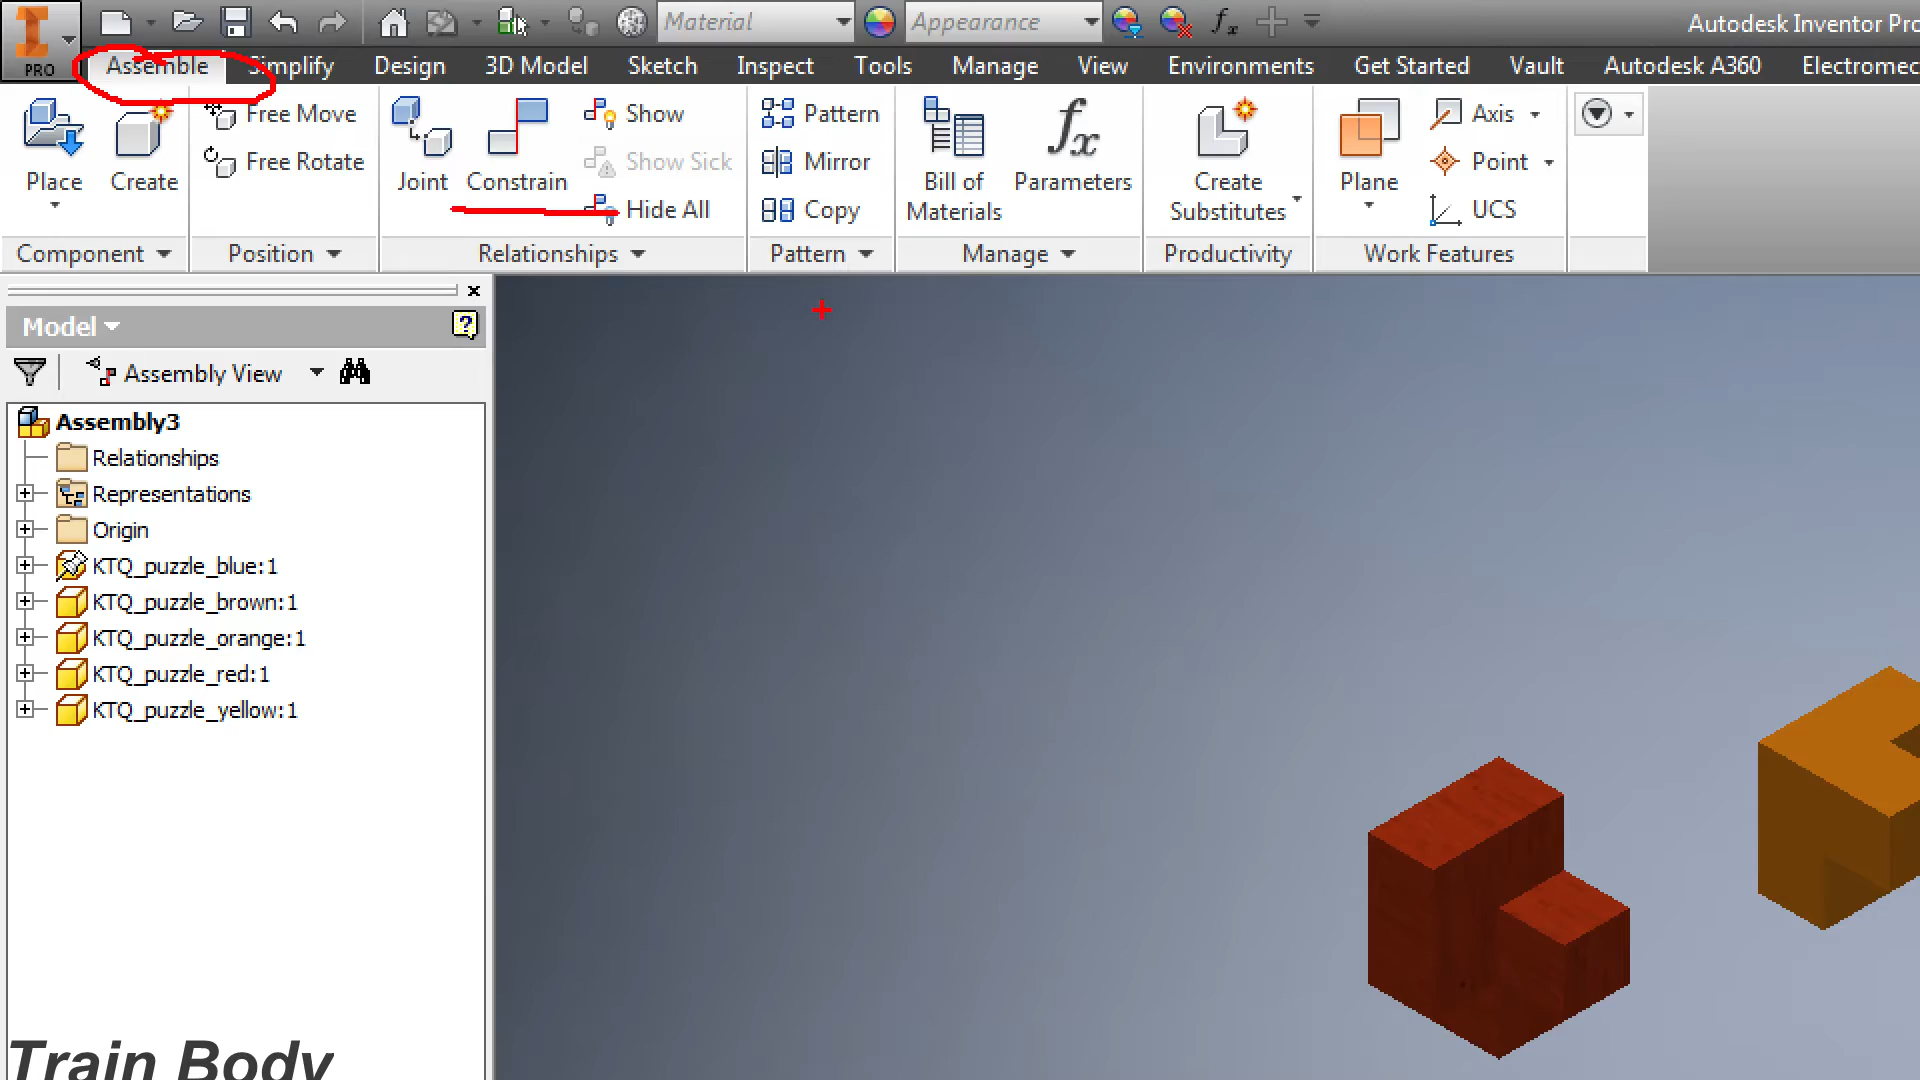 Material
Appearance
Autodesk Inventor Pro
PRO
Assemble Simplify Design 3D Model Sketch Inspect Tools Manage View Environments Get Started Vault Autodesk A360 Electromec
Place
Create
Free Move
Free Rotate
Joint
Constrain
Show
Show Sick
Hide All
Pattern
Mirror
Copy
Bill of
Materials
Parameters
Create
Substitutes
Plane
Axis
Point
UCS
Component Position Relationships Pattern Manage Productivity Work Features
Model
Assembly View
Assembly3
Relationships
Representations
Origin
KTQ_puzzle_blue:1
KTQ_puzzle_brown:1
KTQ_puzzle_orange:1
KTQ_puzzle_red:1
KTQ_puzzle_yellow:1
Train Body